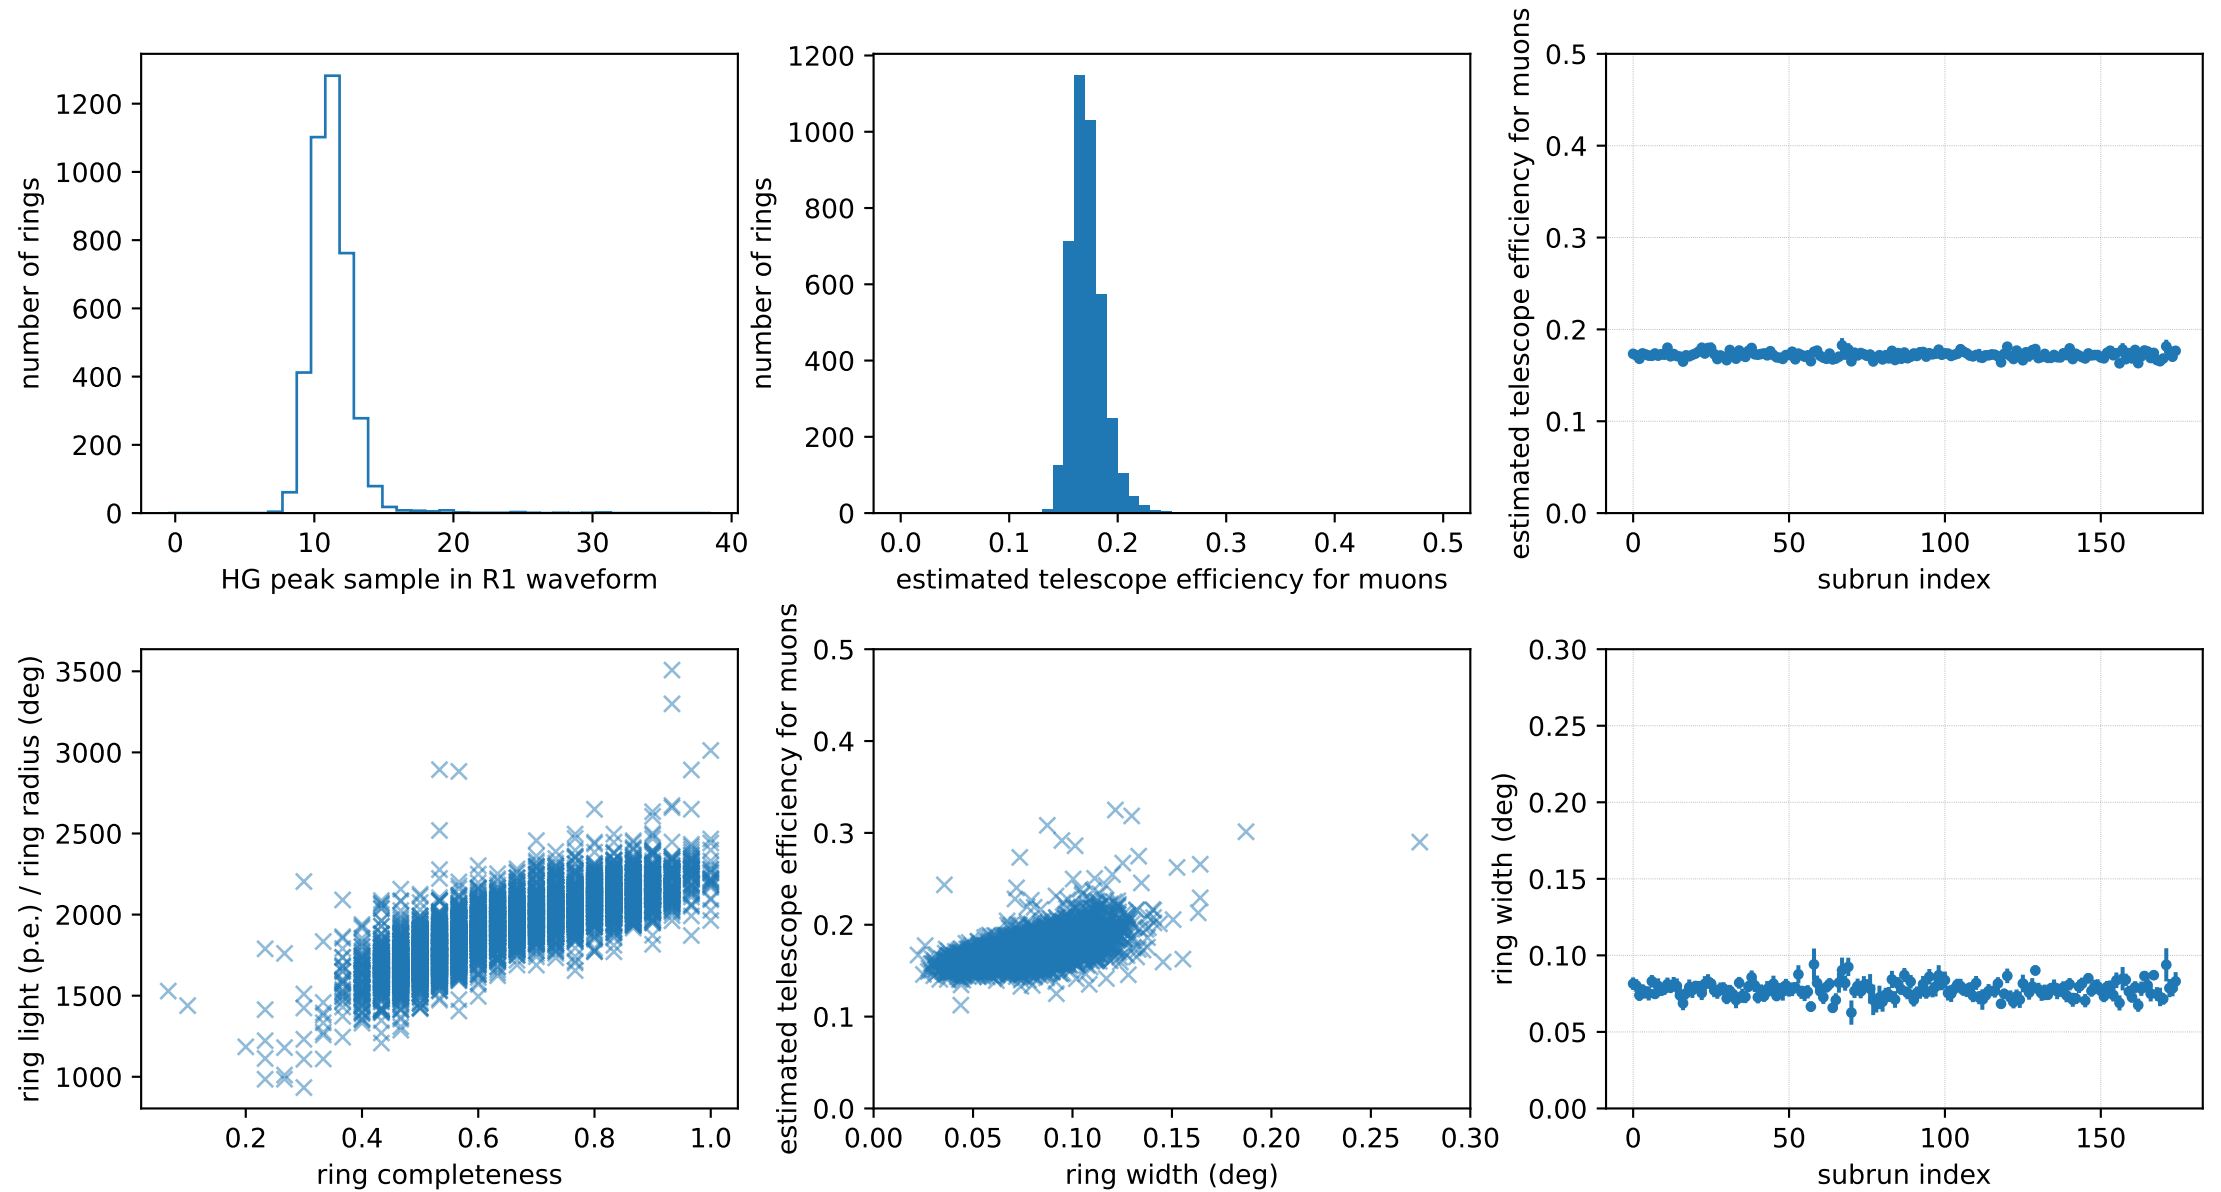 number of rings
1200
1000
800
600
400
200
0
0 10 20 30 40
HG peak sample in R1 waveform
number of rings
1200
1000
800
600
400
200
0
0.0 0.1 0.2 0.3 0.4 0.5
estimated telescope efficiency for muons
estimated telescope efficiency for muons
0.5
0.4
0.3
0.2
0.1
0.0
0 50 100 150
subrun index
ring light (p.e.) / ring radius (deg)
3500
3000
2500
2000
1500
1000
0.2 0.4 0.6 0.8 1.0
ring completeness
estimated telescope efficiency for muons
0.5
0.4
0.3
0.2
0.1
0.0
0.00 0.05 0.10 0.15 0.20 0.25 0.30
ring width (deg)
ring width (deg)
0.30
0.25
0.20
0.15
0.10
0.05
0.00
0 50 100 150
subrun index